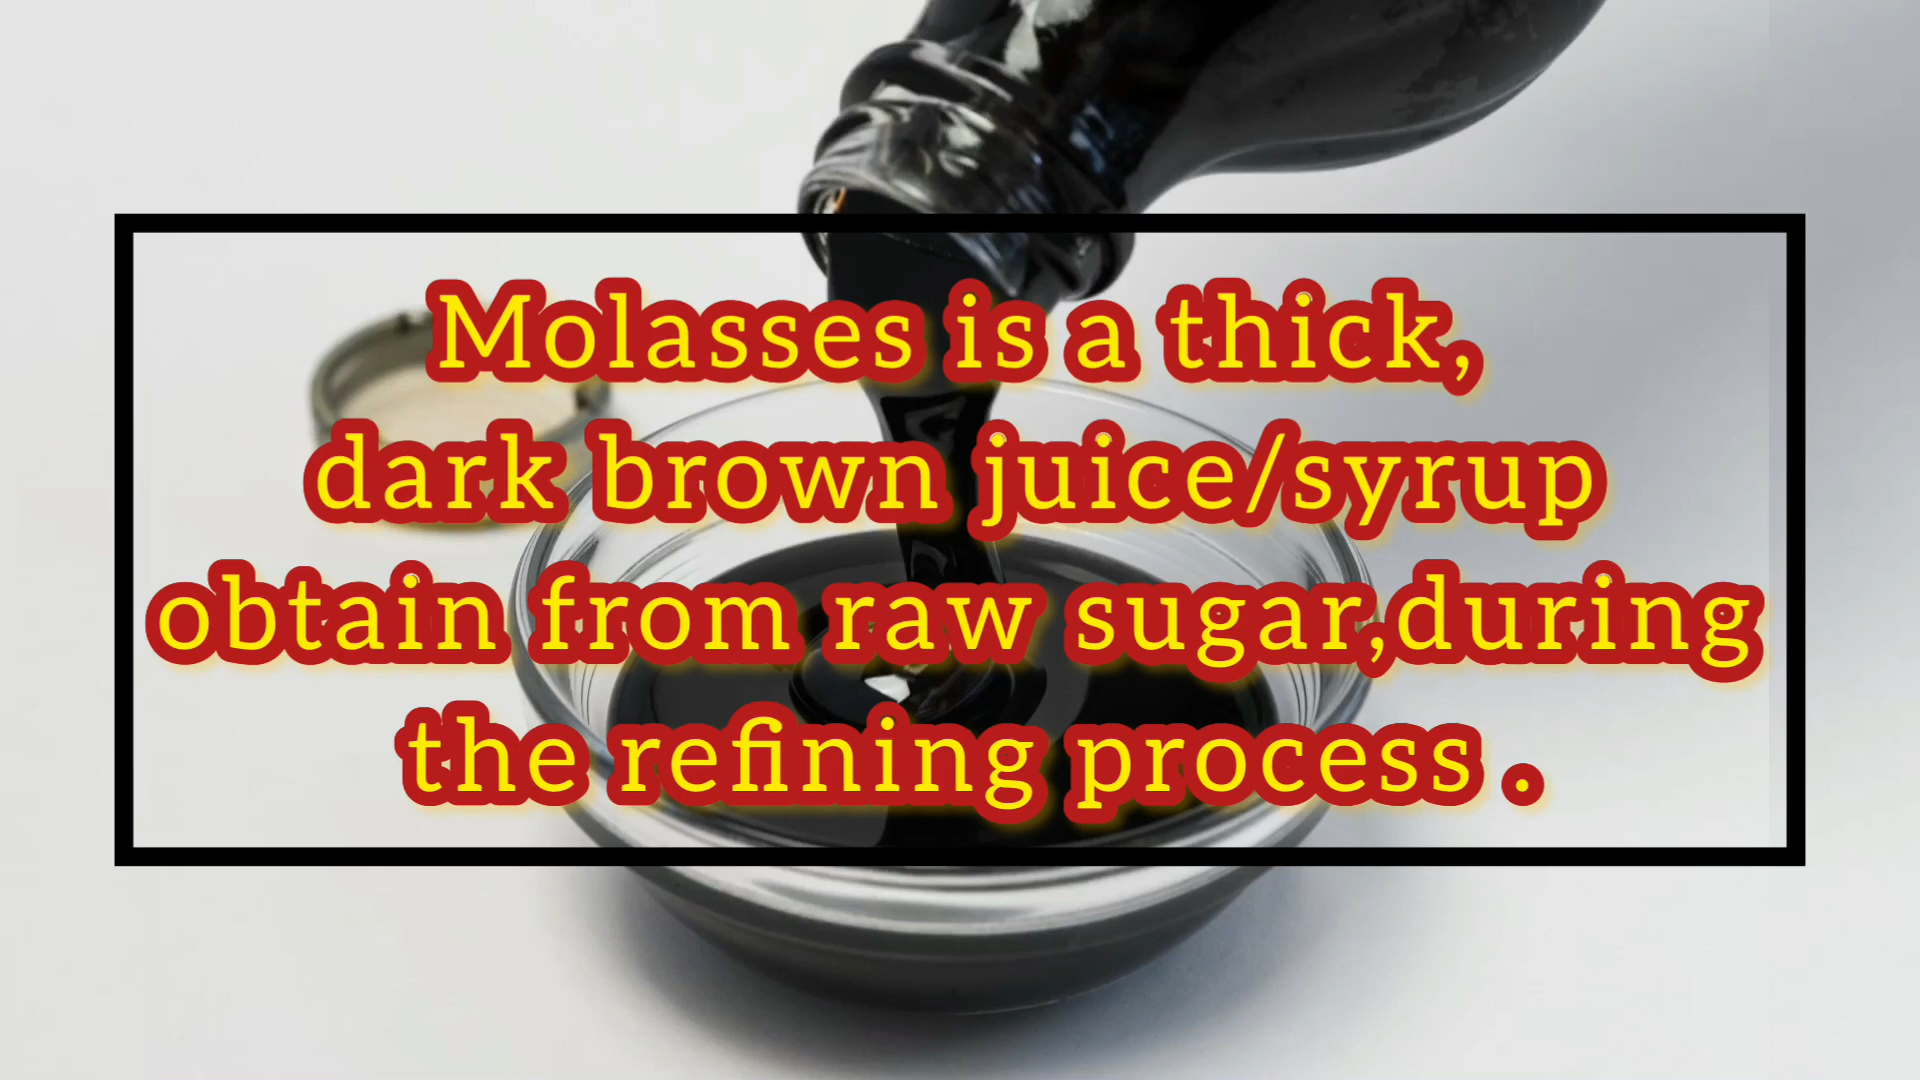 Molasses is a thick,
dark brown juice/syrup
obtain from raw sugar,during
the refining process .